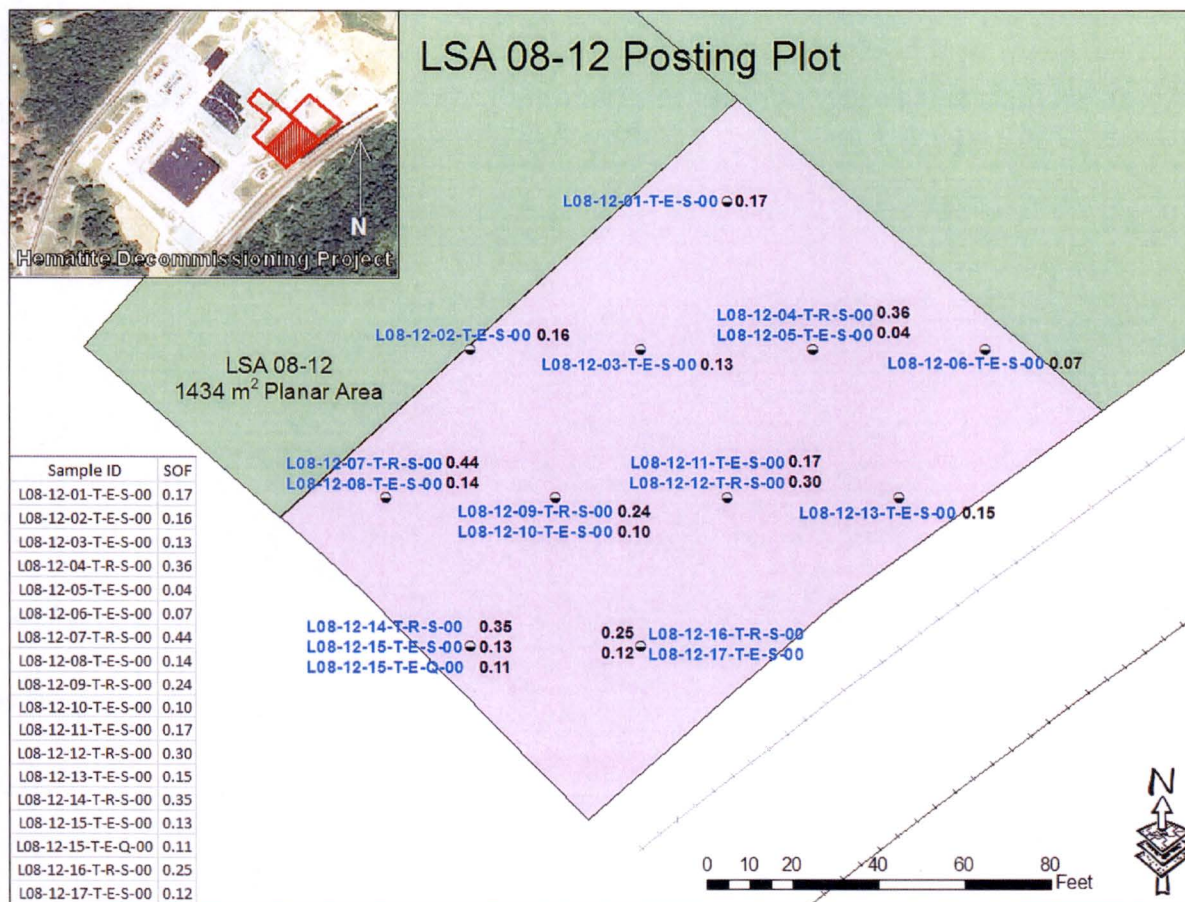 LSA 08-12 Posting Plot
N
Hematite Decommissioning Project
L08-12-01-T-E-S-00 0.17
L08-12-02-T-E-S-00 0.16
L08-12-03-T-E-S-00 0.13
L08-12-04-T-R-S-00 0.36
L08-12-05-T-E-S-00 0.04
L08-12-06-T-E-S-00 0.07
LSA 08-12
1434 m² Planar Area
L08-12-07-T-R-S-00 0.44
L08-12-08-T-E-S-00 0.14
L08-12-09-T-R-S-00 0.24
L08-12-10-T-E-S-00 0.10
L08-12-11-T-E-S-00 0.17
L08-12-12-T-R-S-00 0.30
L08-12-13-T-E-S-00 0.15
L08-12-14-T-R-S-00 0.35
L08-12-15-T-E-S-00 0.13
L08-12-15-T-E-Q-00 0.11
0.25 L08-12-16-T-R-S-00
0.12 L08-12-17-T-E-S-00
Sample ID SOF
L08-12-01-T-E-S-00 0.17
L08-12-02-T-E-S-00 0.16
L08-12-03-T-E-S-00 0.13
L08-12-04-T-R-S-00 0.36
L08-12-05-T-E-S-00 0.04
L08-12-06-T-E-S-00 0.07
L08-12-07-T-R-S-00 0.44
L08-12-08-T-E-S-00 0.14
L08-12-09-T-R-S-00 0.24
L08-12-10-T-E-S-00 0.10
L08-12-11-T-E-S-00 0.17
L08-12-12-T-R-S-00 0.30
L08-12-13-T-E-S-00 0.15
L08-12-14-T-R-S-00 0.35
L08-12-15-T-E-S-00 0.13
L08-12-15-T-E-Q-00 0.11
L08-12-16-T-R-S-00 0.25
L08-12-17-T-E-S-00 0.12
0 10 20 40 60 80
Feet
N